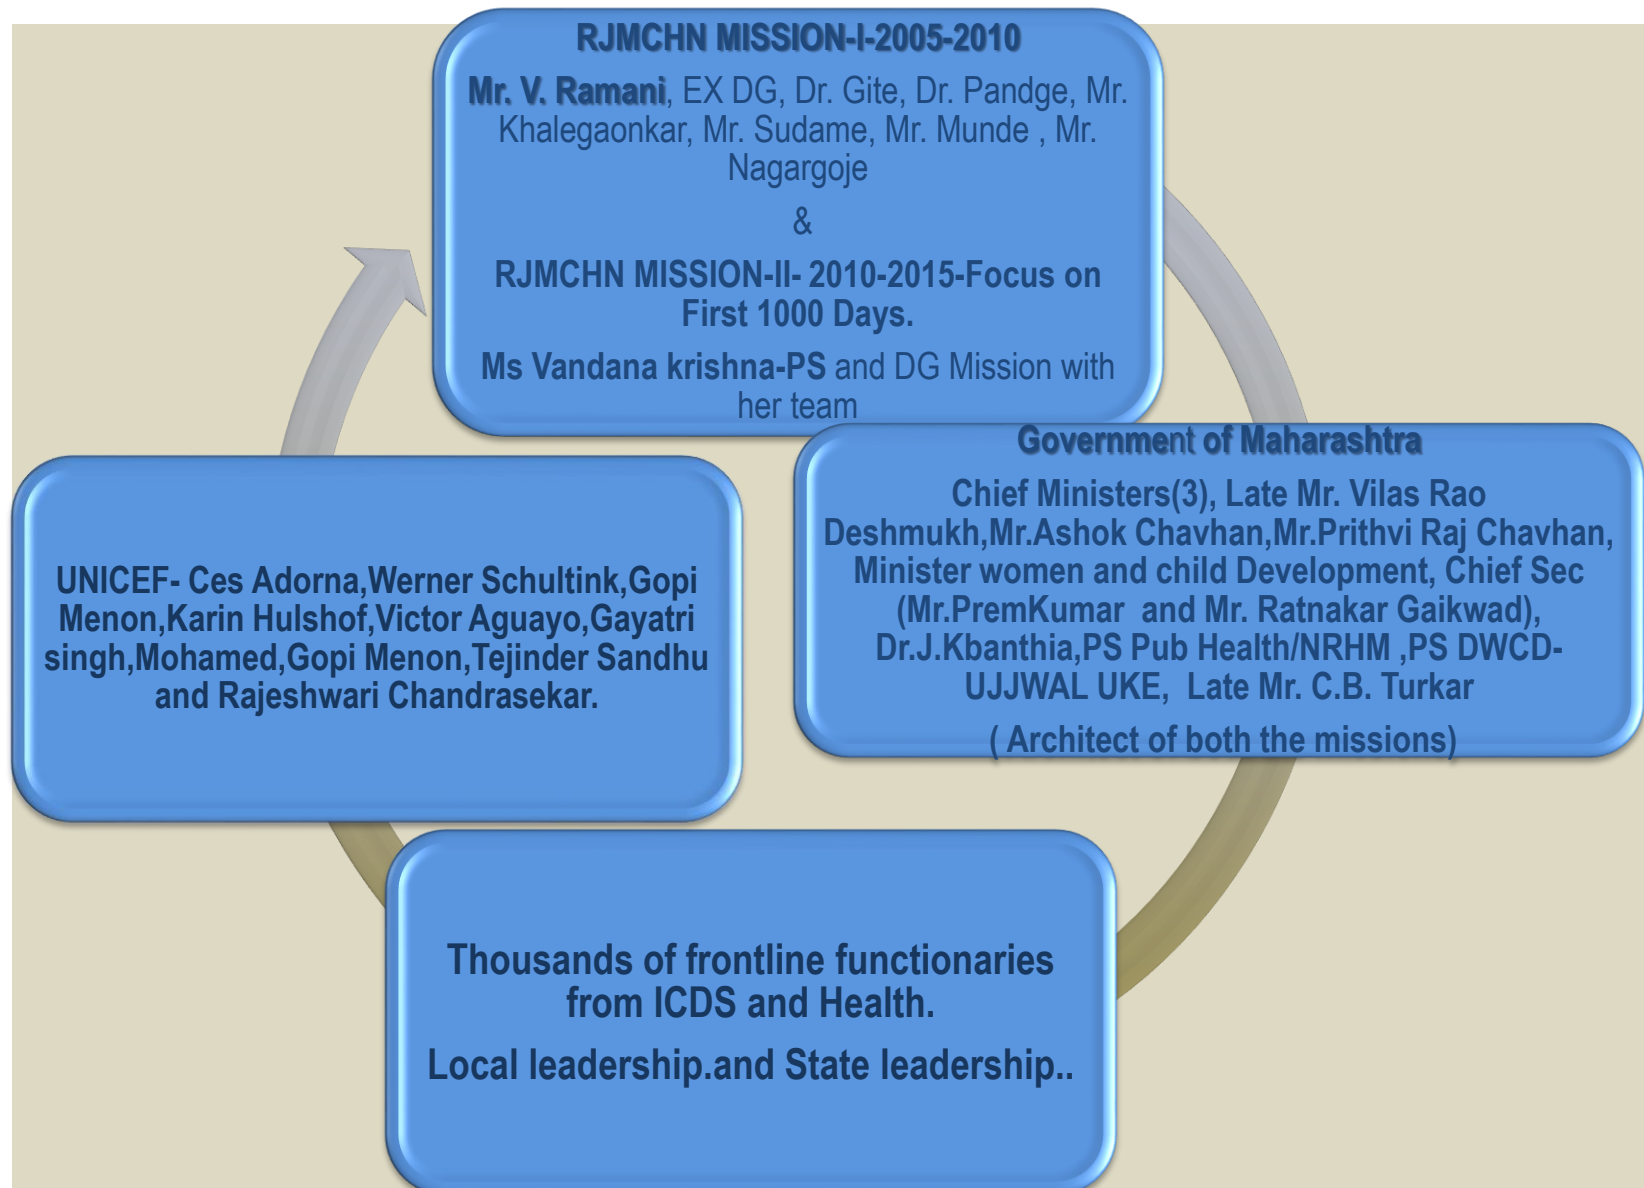 RJMCHN MISSION-I-2005-2010
Mr. V. Ramani, EX DG, Dr. Gite, Dr. Pandge, Mr.
Khalegaonkar, Mr. Sudame, Mr. Munde , Mr.
Nagargoje
&
RJMCHN MISSION-II- 2010-2015-Focus on
First 1000 Days.
Ms Vandana krishna-PS and DG Mission with
her team
Government of Maharashtra
Chief Ministers(3), Late Mr. Vilas Rao
Deshmukh,Mr.Ashok Chavhan,Mr.Prithvi Raj Chavhan,
Minister women and child Development, Chief Sec
(Mr.PremKumar and Mr. Ratnakar Gaikwad),
Dr.J.Kbanthia,PS Pub Health/NRHM ,PS DWCD-
UJJWAL UKE, Late Mr. C.B. Turkar
( Architect of both the missions)
Thousands of frontline functionaries
from ICDS and Health.
Local leadership.and State leadership..
UNICEF- Ces Adorna,Werner Schultink,Gopi
Menon,Karin Hulshof,Victor Aguayo,Gayatri
singh,Mohamed,Gopi Menon,Tejinder Sandhu
and Rajeshwari Chandrasekar.